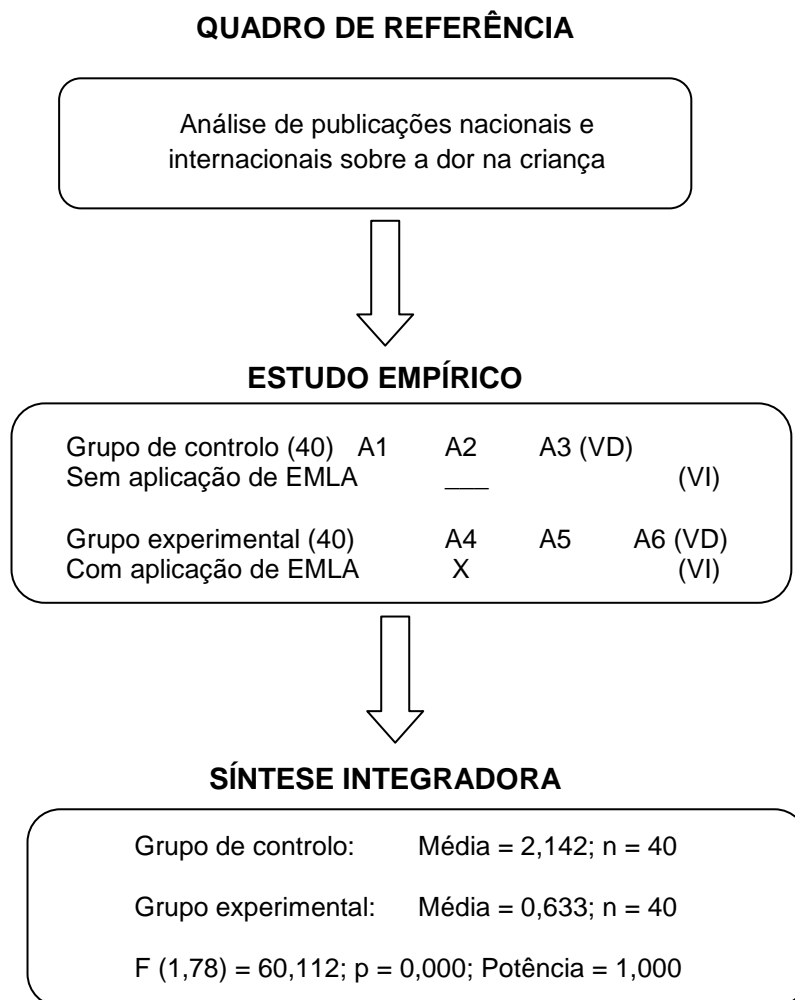 QUADRO DE REFERÊNCIA
Análise de publicações nacionais e
internacionais sobre a dor na criança
ESTUDO EMPÍRICO
Grupo de controlo (40) A1 A2 A3 (VD)
Sem aplicação de EMLA ___ (VI)
Grupo experimental (40) A4 A5 A6 (VD)
Com aplicação de EMLA X (VI)
SÍNTESE INTEGRADORA
Grupo de controlo: Média = 2,142; n = 40
Grupo experimental: Média = 0,633; n = 40
F (1,78) = 60,112; p = 0,000; Potência = 1,000